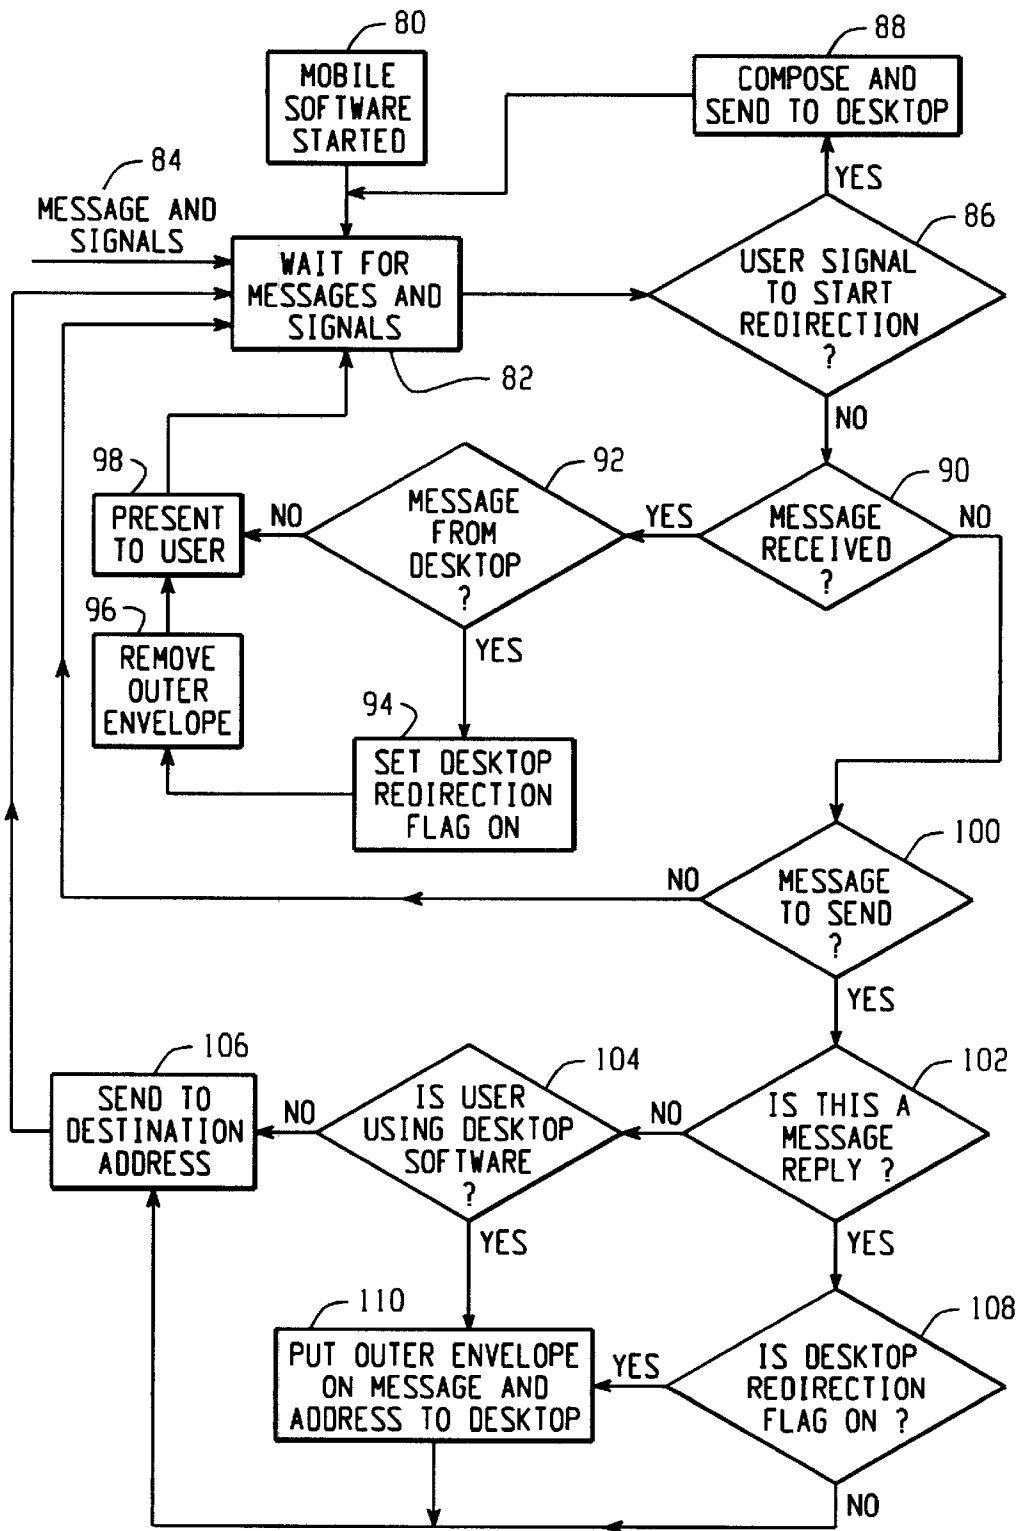 80
MOBILE
SOFTWARE
STARTED
88
COMPOSE AND
SEND TO DESKTOP
YES
84
MESSAGE AND
SIGNALS
WAIT FOR
MESSAGES AND
SIGNALS
82
86
USER SIGNAL
TO START
REDIRECTION
?
NO
98
PRESENT
TO USER
NO
92
MESSAGE
FROM
DESKTOP
?
YES
YES
90
MESSAGE
RECEIVED
?
NO
96
REMOVE
OUTER
ENVELOPE
94
SET DESKTOP
REDIRECTION
FLAG ON
100
MESSAGE
TO SEND
?
NO
YES
106
SEND TO
DESTINATION
ADDRESS
NO
104
IS USER
USING DESKTOP
SOFTWARE
?
YES
NO
102
IS THIS A
MESSAGE
REPLY ?
YES
110
PUT OUTER ENVELOPE
ON MESSAGE AND
ADDRESS TO DESKTOP
YES
108
IS DESKTOP
REDIRECTION
FLAG ON ?
NO